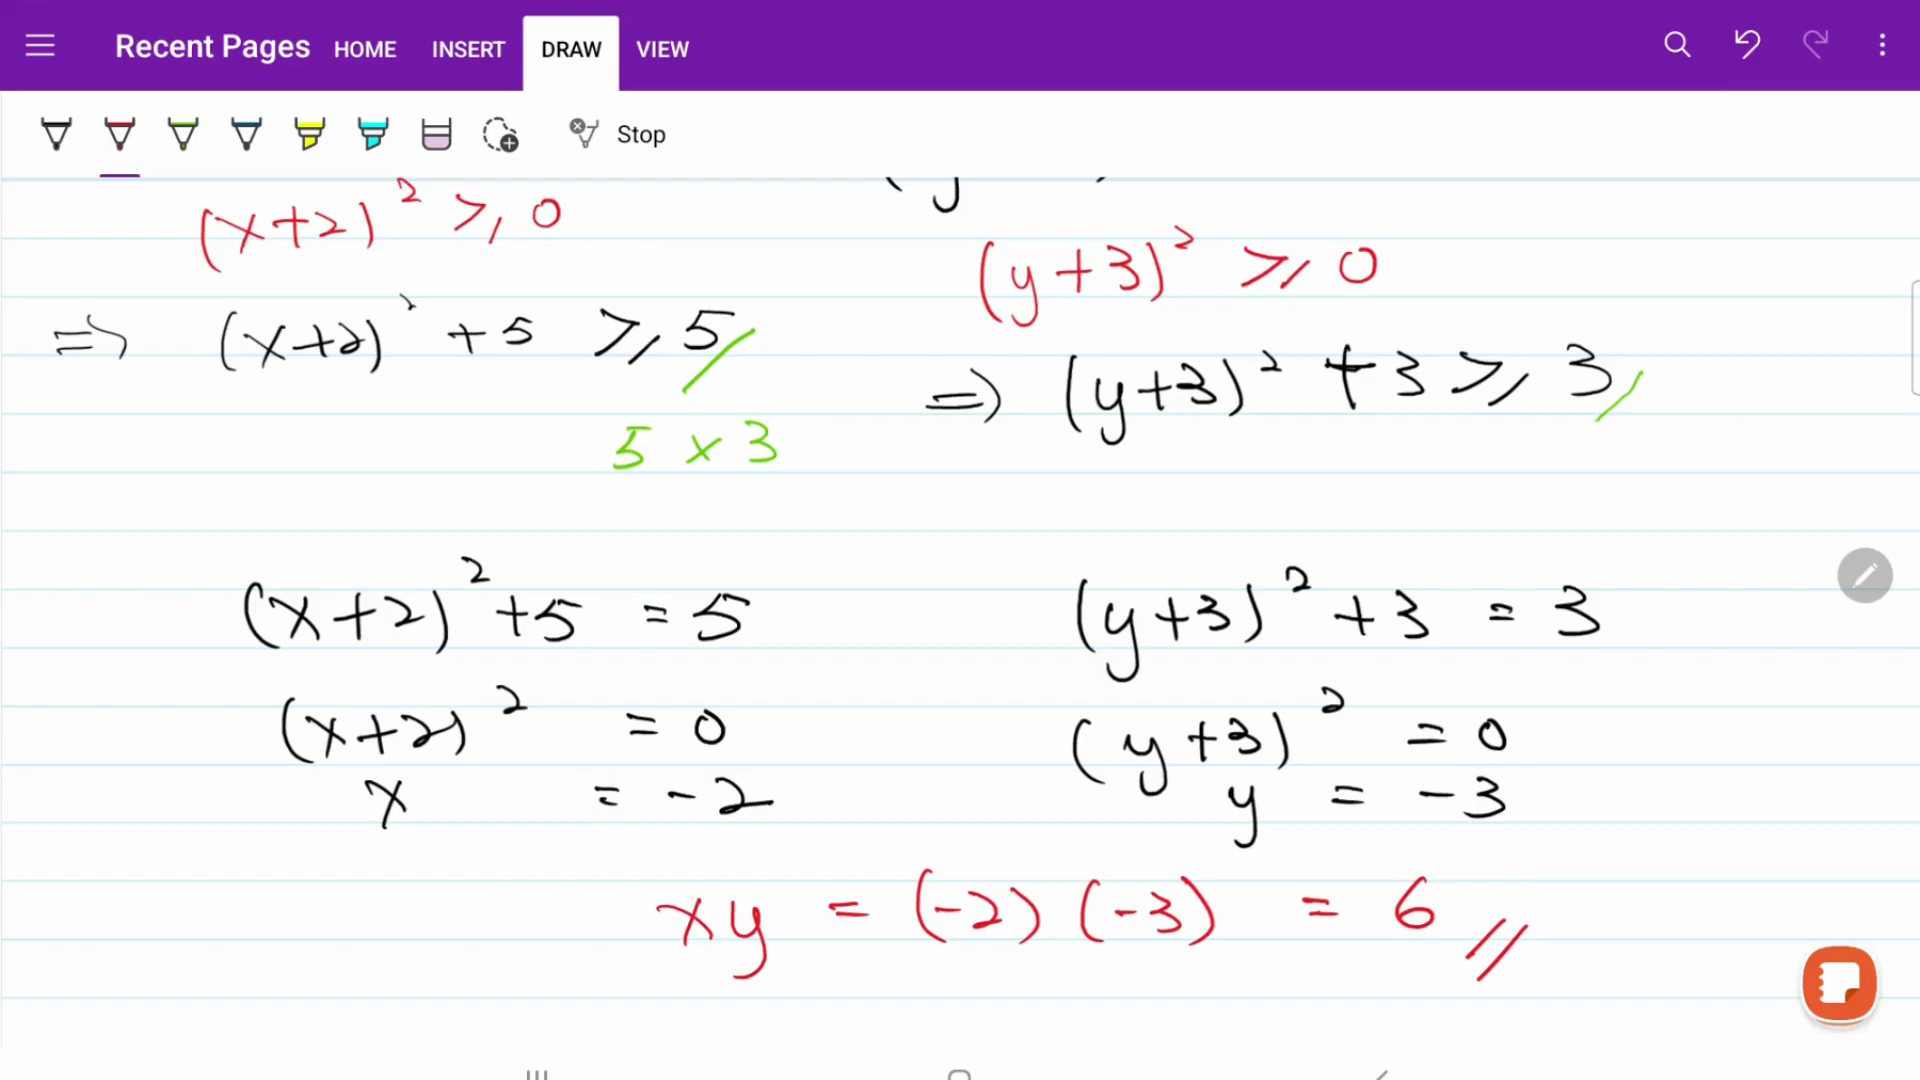 Recent Pages HOME INSERT DRAW VIEW
Stop
(x+2)² ≥ 0
(y+3)² ≥ 0
=> (x+2)² + 5 ≥ 5
=> (y+3)² + 3 ≥ 3
5 x 3
(x+2)² + 5 = 5
(y+3)² + 3 = 3
(x+2)² = 0
(y+3)² = 0
x = -2
y = -3
xy = (-2) (-3) = 6 //